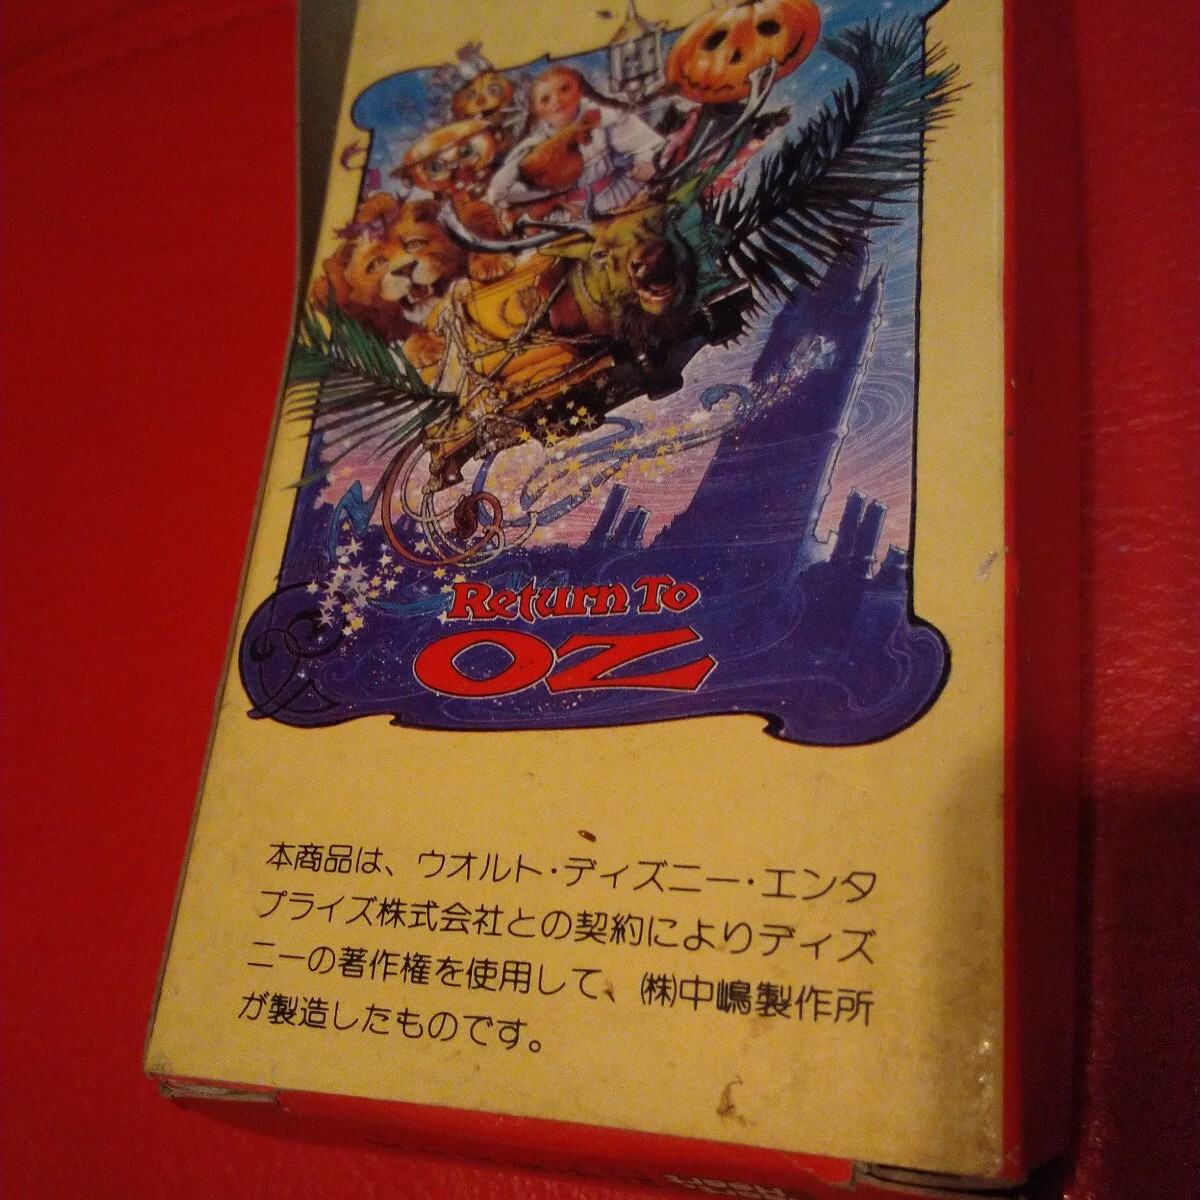 Return To
OZ
本商品は、ウオルト・ディズニー・エンタ
プライズ株式会社との契約によりディズ
ニーの著作権を使用して、㈱中嶋製作所
が製造したものです。